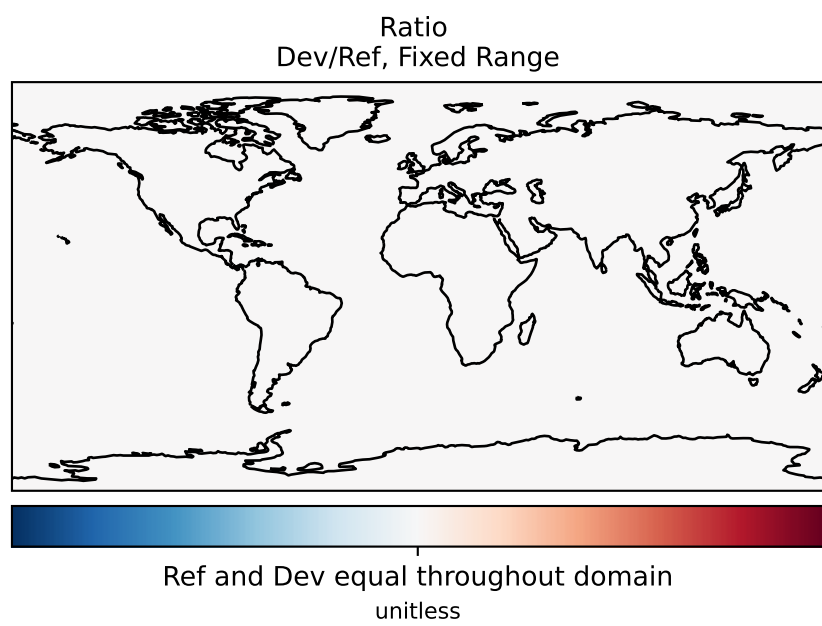 Ratio
Dev/Ref, Fixed Range
Ref and Dev equal throughout domain
unitless